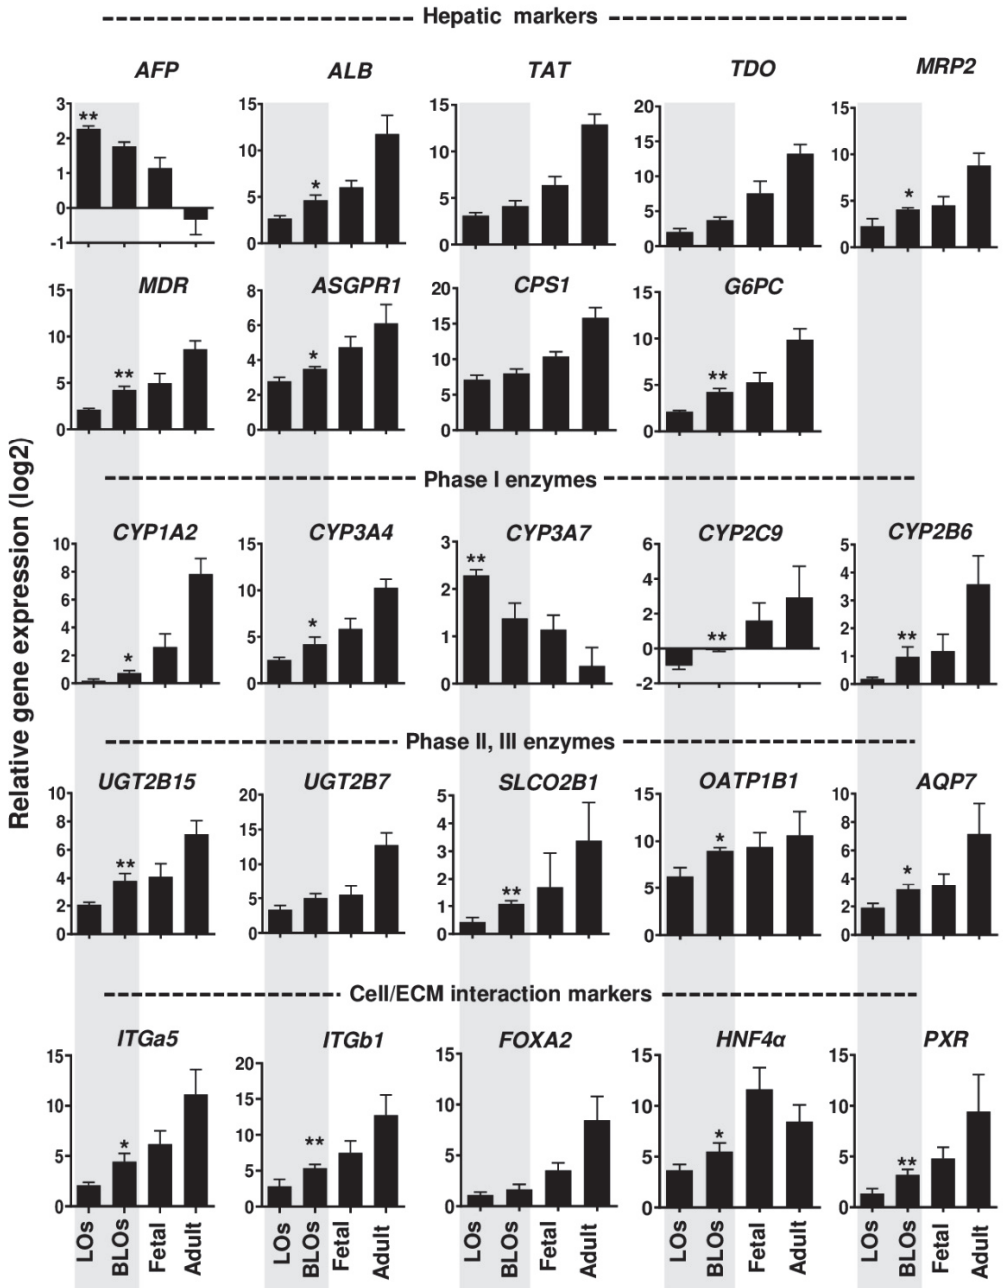 Hepatic markers
AFP ALB TAT TDO MRP2
3 2 1 0 -1
15 10 5 0
15 10 5 0
20 15 10 5 0
15 10 5 0
** * *
MDR ASGPR1 CPS1 G6PC
15 10 5 0
8 6 4 2 0
20 15 10 5 0
15 10 5 0
** * **
Relative gene expression (log2)
Phase I enzymes
CYP1A2 CYP3A4 CYP3A7 CYP2C9 CYP2B6
10 8 6 4 2 0
15 10 5 0
3 2 1 0
6 4 2 0 -2
5 4 3 2 1 0
* * ** ** **
Phase II, III enzymes
UGT2B15 UGT2B7 SLCO2B1 OATP1B1 AQP7
10 8 6 4 2 0
20 15 10 5 0
5 4 3 2 1 0
15 10 5 0
10 8 6 4 2 0
** ** * *
Cell/ECM interaction markers
ITGa5 ITGb1 FOXA2 HNF4α PXR
15 10 5 0
20 15 10 5 0
15 10 5 0
15 10 5 0
15 10 5 0
* ** * **
LOs BLOs Fetal Adult
LOs BLOs Fetal Adult
LOs BLOs Fetal Adult
LOs BLOs Fetal Adult
LOs BLOs Fetal Adult